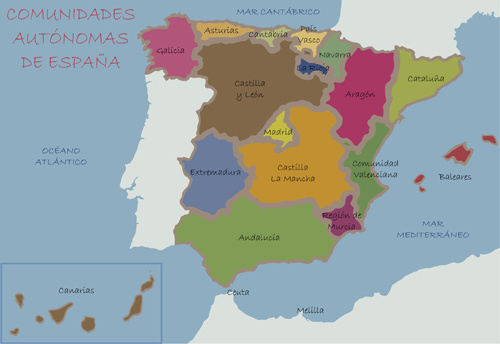 COMUNIDADES
AUTÓNOMAS
DE ESPAÑA
MAR CANTÁBRICO
Galicia
Asturias
Cantabria
País
Vasco
Navarra
La Rioja
Cataluña
Castilla
y León
Aragón
Madrid
OCÉANO
ATLÁNTICO
Extremadura
Castilla
La Mancha
Comunidad
Valenciana
Baleares
Región de
Murcia
MAR
MEDITERRÁNEO
Andalucía
Canarias
Ceuta
Melilla